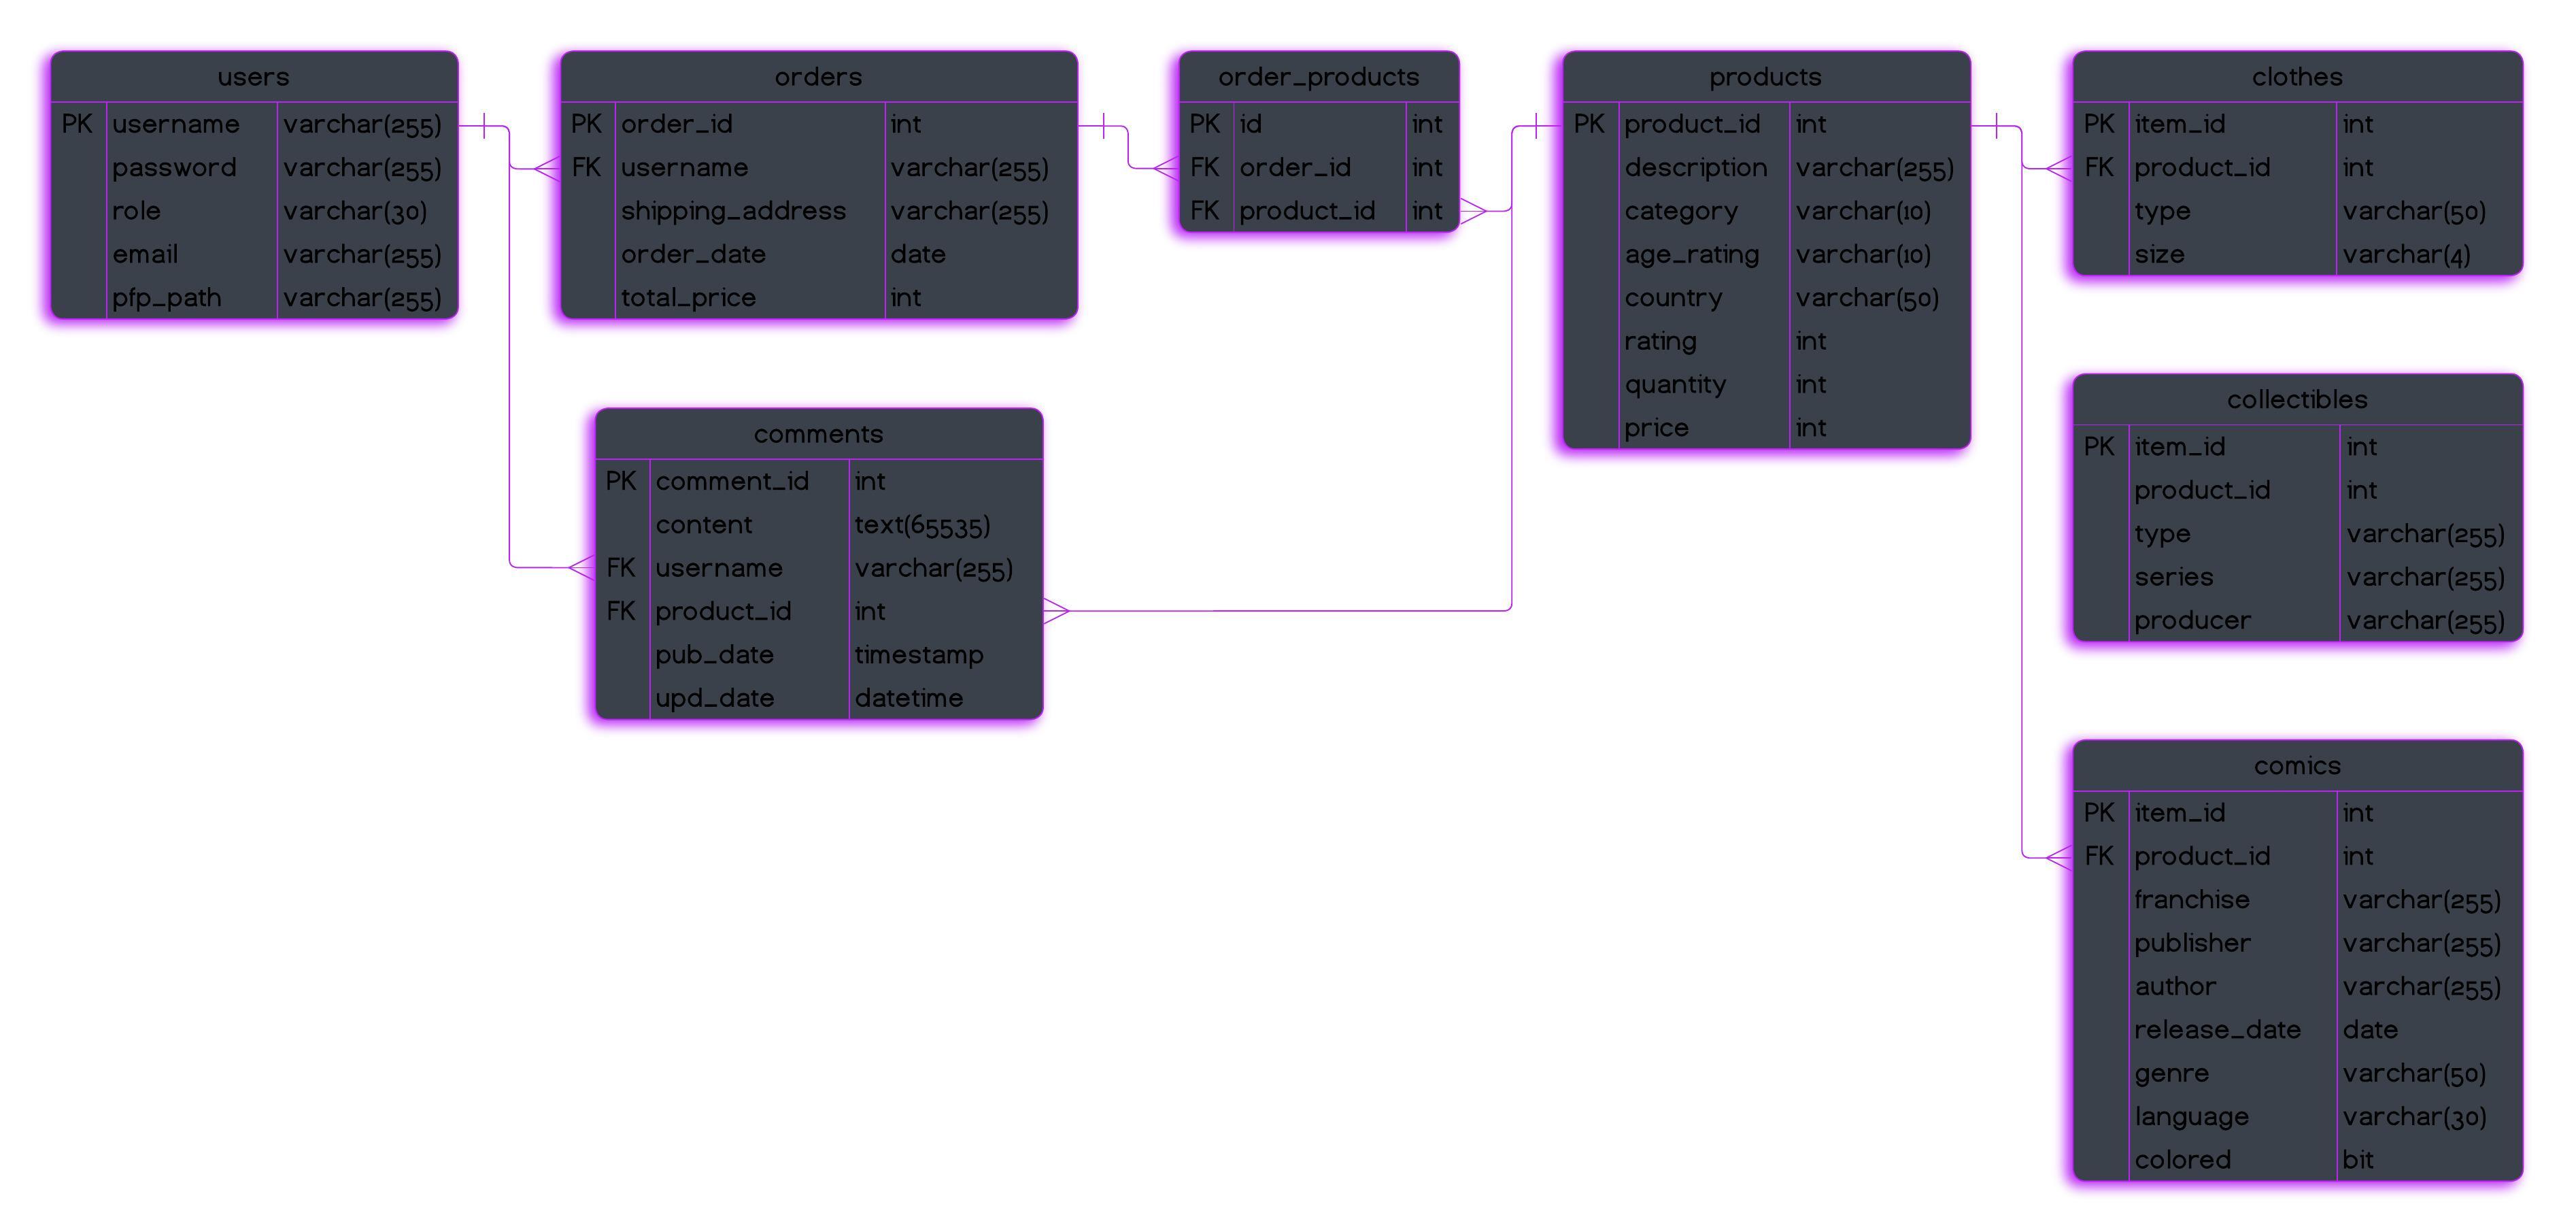 users
PK username varchar(255)
password varchar(255)
role varchar(30)
email varchar(255)
pfp_path varchar(255)
orders
PK order_id int
FK username varchar(255)
shipping_address varchar(255)
order_date date
total_price int
order_products
PK id int
FK order_id int
FK product_id int
products
PK product_id int
description varchar(255)
category varchar(10)
age_rating varchar(10)
country varchar(50)
rating int
quantity int
price int
clothes
PK item_id int
FK product_id int
type varchar(50)
size varchar(4)
comments
PK comment_id int
content text(65535)
FK username varchar(255)
FK product_id int
pub_date timestamp
upd_date datetime
collectibles
PK item_id int
product_id int
type varchar(255)
series varchar(255)
producer varchar(255)
comics
PK item_id int
FK product_id int
franchise varchar(255)
publisher varchar(255)
author varchar(255)
release_date date
genre varchar(50)
language varchar(30)
colored bit